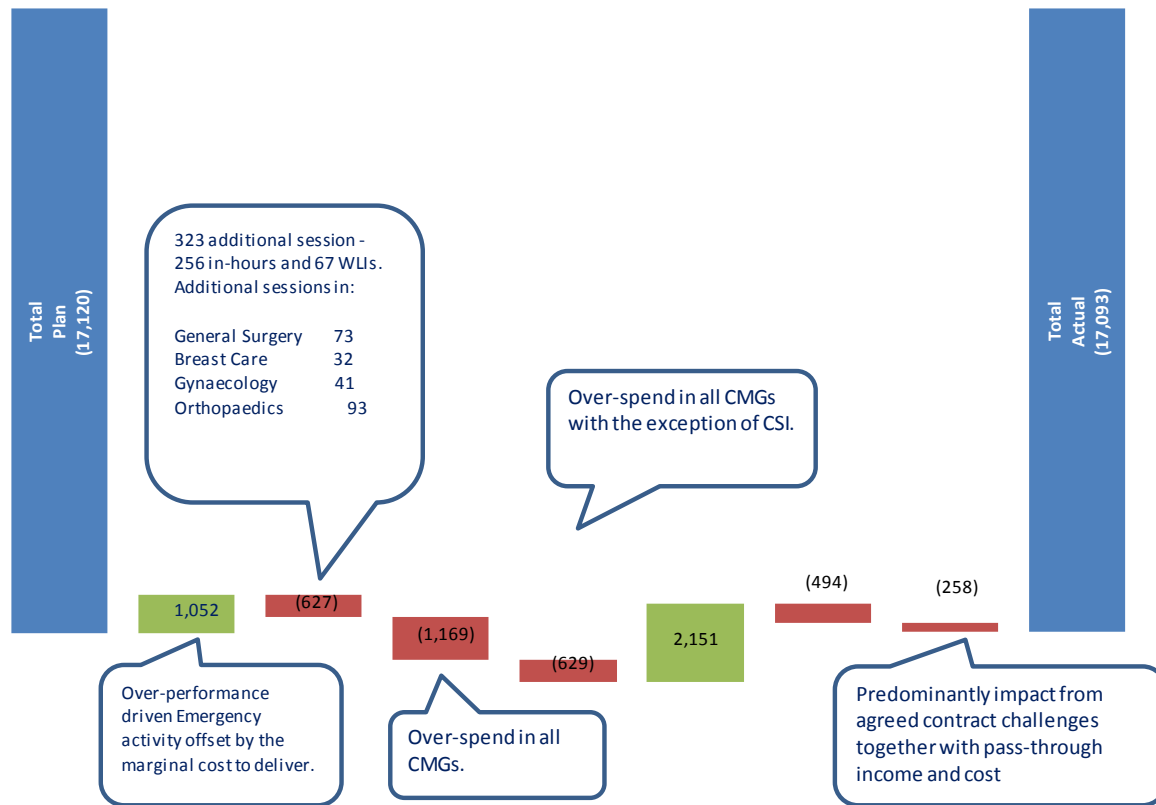 Total
Plan
(17,120)
323 additional session -
256 in-hours and 67 WLIs.
Additional sessions in:
General Surgery 73
Breast Care 32
Gynaecology 41
Orthopaedics 93
Over-spend in all CMGs
with the exception of CSI.
Total
Actual
(17,093)
1,052
(627)
(1,169)
(629)
2,151
(494)
(258)
Over-performance
driven Emergency
activity offset by the
marginal cost to deliver.
Over-spend in all
CMGs.
Predominantly impact from
agreed contract challenges
together with pass-through
income and cost